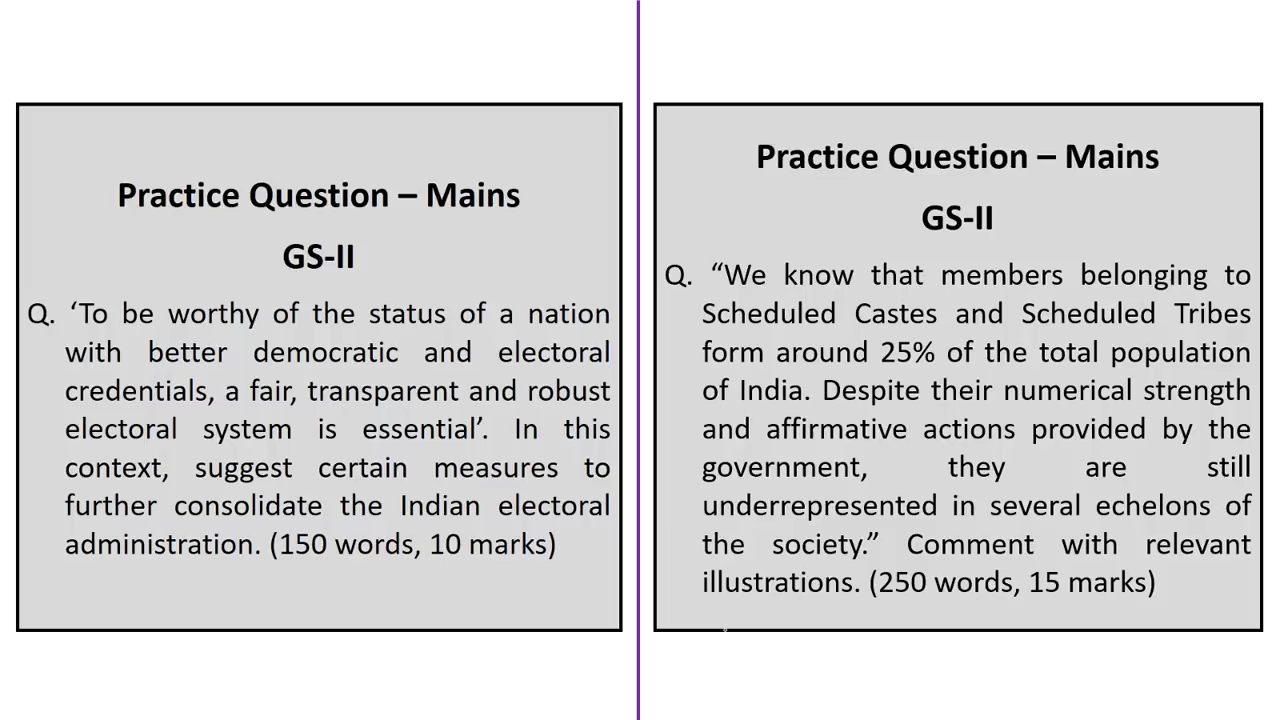 Practice Question – Mains
GS-II
Q. ‘To be worthy of the status of a nation
with better democratic and electoral
credentials, a fair, transparent and robust
electoral system is essential’. In this
context, suggest certain measures to
further consolidate the Indian electoral
administration. (150 words, 10 marks)
Practice Question – Mains
GS-II
Q. “We know that members belonging to
Scheduled Castes and Scheduled Tribes
form around 25% of the total population
of India. Despite their numerical strength
and affirmative actions provided by the
government, they are still
underrepresented in several echelons of
the society.” Comment with relevant
illustrations. (250 words, 15 marks)